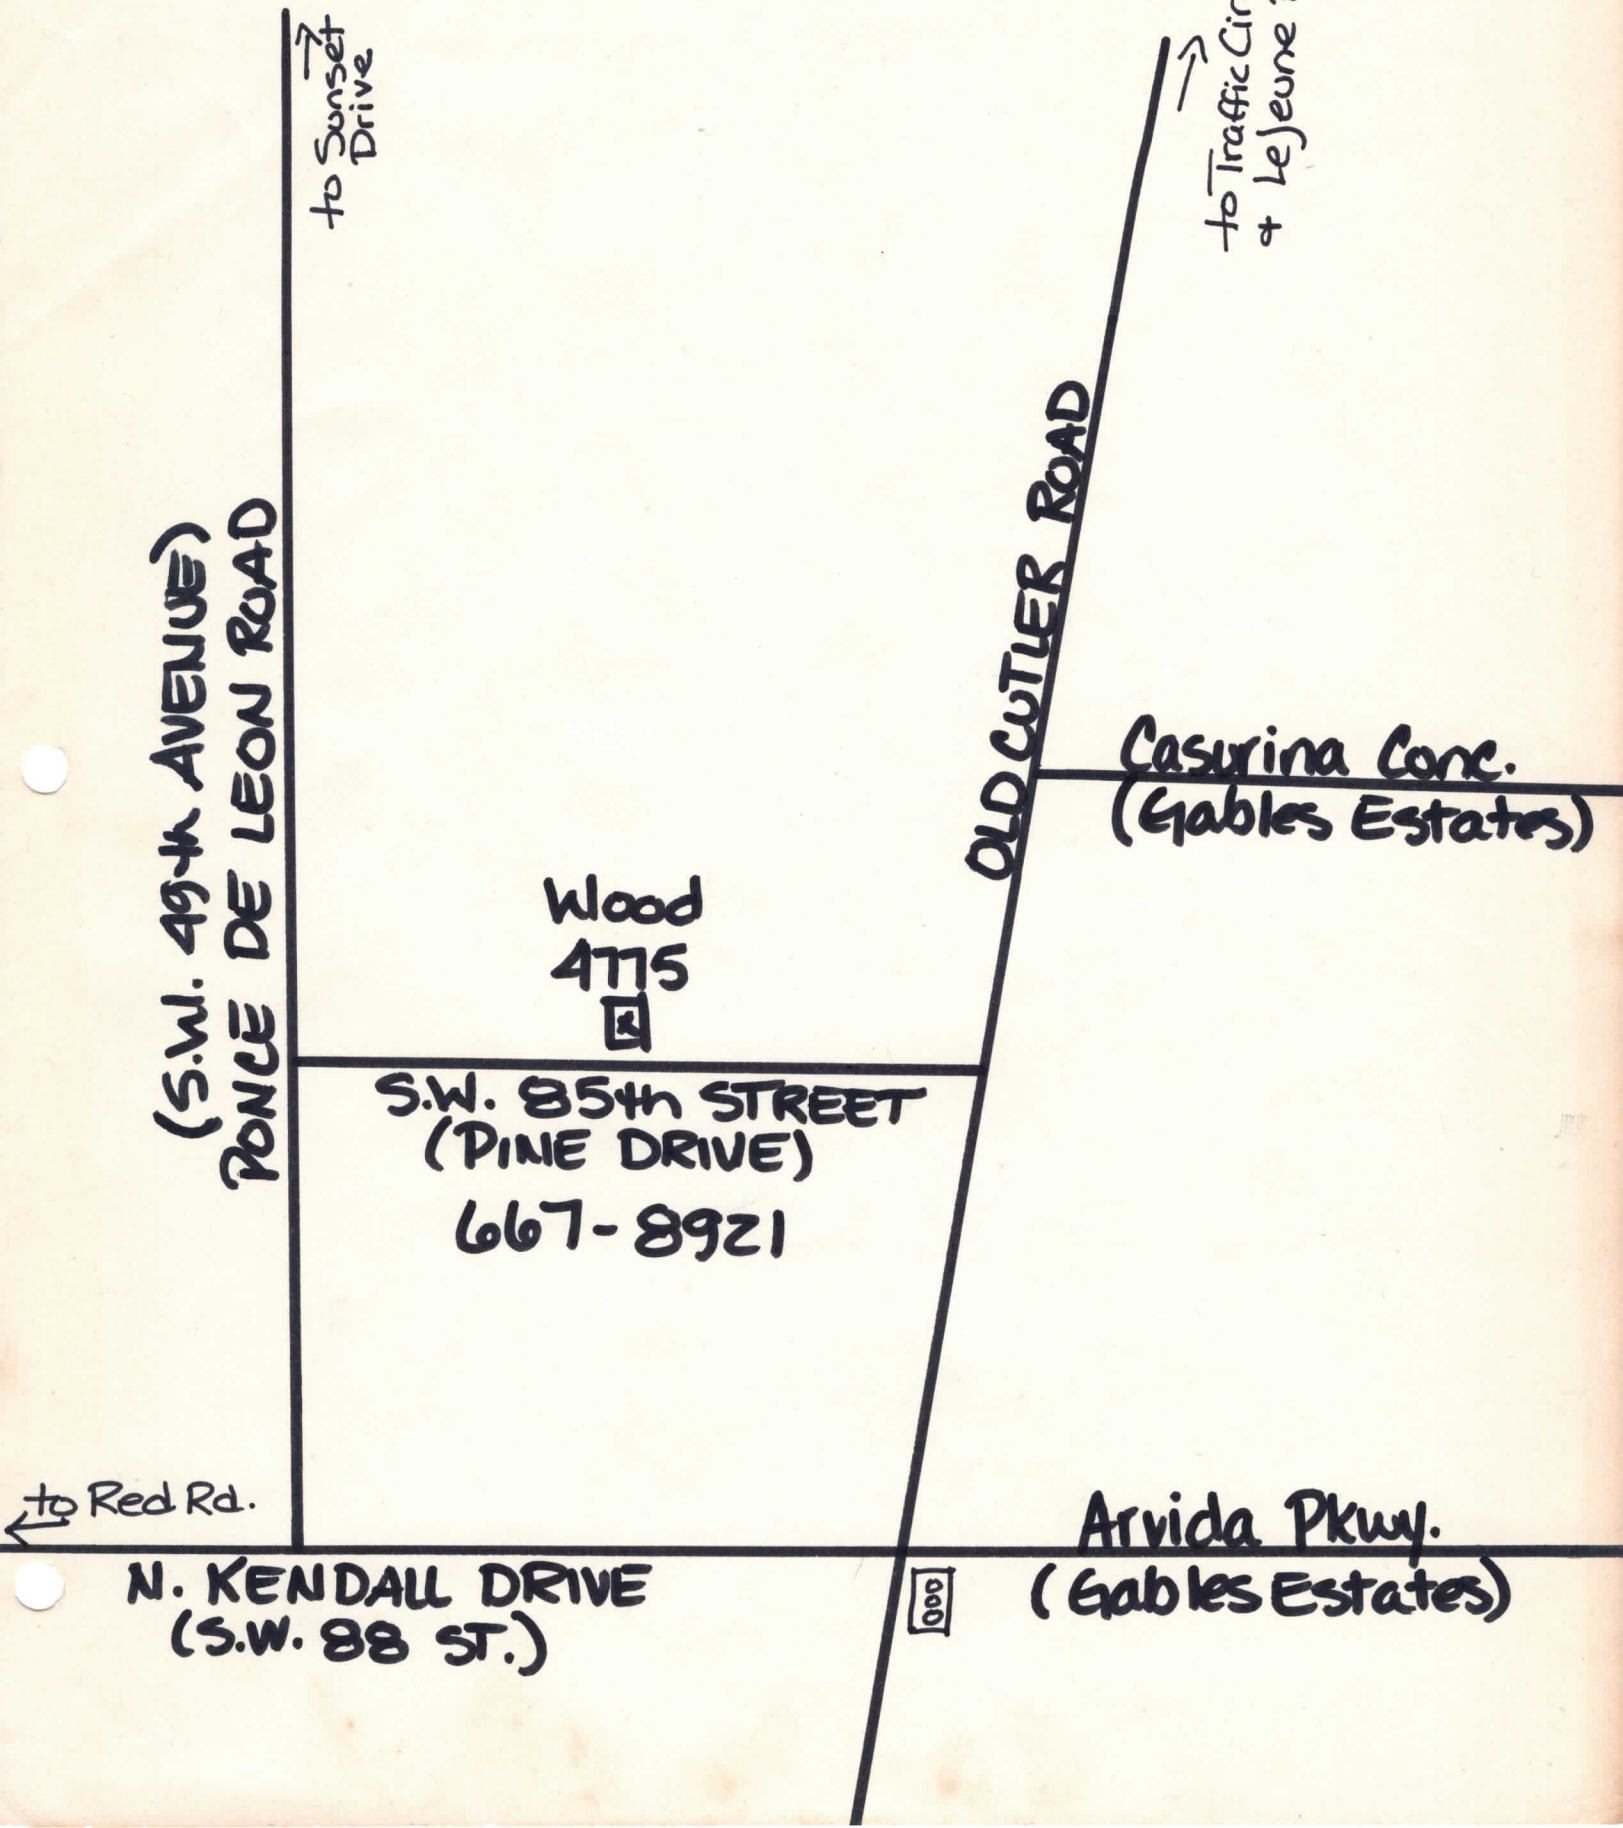 to Sunset
Drive
to Traffic
& LeJeune
(S.W. 49th AVENUE)
PONCE DE LEON ROAD
OLD CUTLER ROAD
Casurina Conc.
(Gables Estates)
Wood
4775
S.W. 85th STREET
(PINE DRIVE)
667-8921
to Red Rd.
Arvida Pkwy.
N. KENDALL DRIVE
(S.W. 88 ST.)
(Gables Estates)